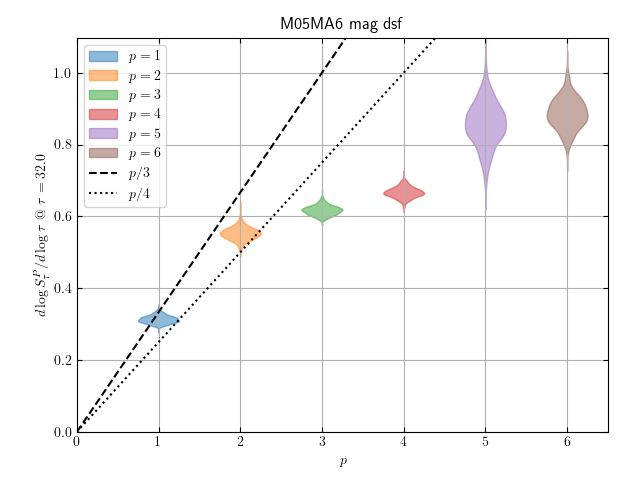 M05MA6 mag dsf
p = 1
p = 2
p = 3
p = 4
p = 5
p = 6
p/3
p/4
d log S_τ^P / d log τ @ τ = 32.0
1.0
0.8
0.6
0.4
0.2
0.0
0 1 2 3 4 5 6
p